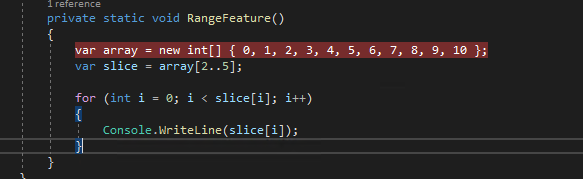 1 reference
private static void RangeFeature()
{
var array = new int[] { 0, 1, 2, 3, 4, 5, 6, 7, 8, 9, 10 };
var slice = array[2..5];
for (int i = 0; i < slice[i]; i++)
{
Console.WriteLine(slice[i]);
}
}
}